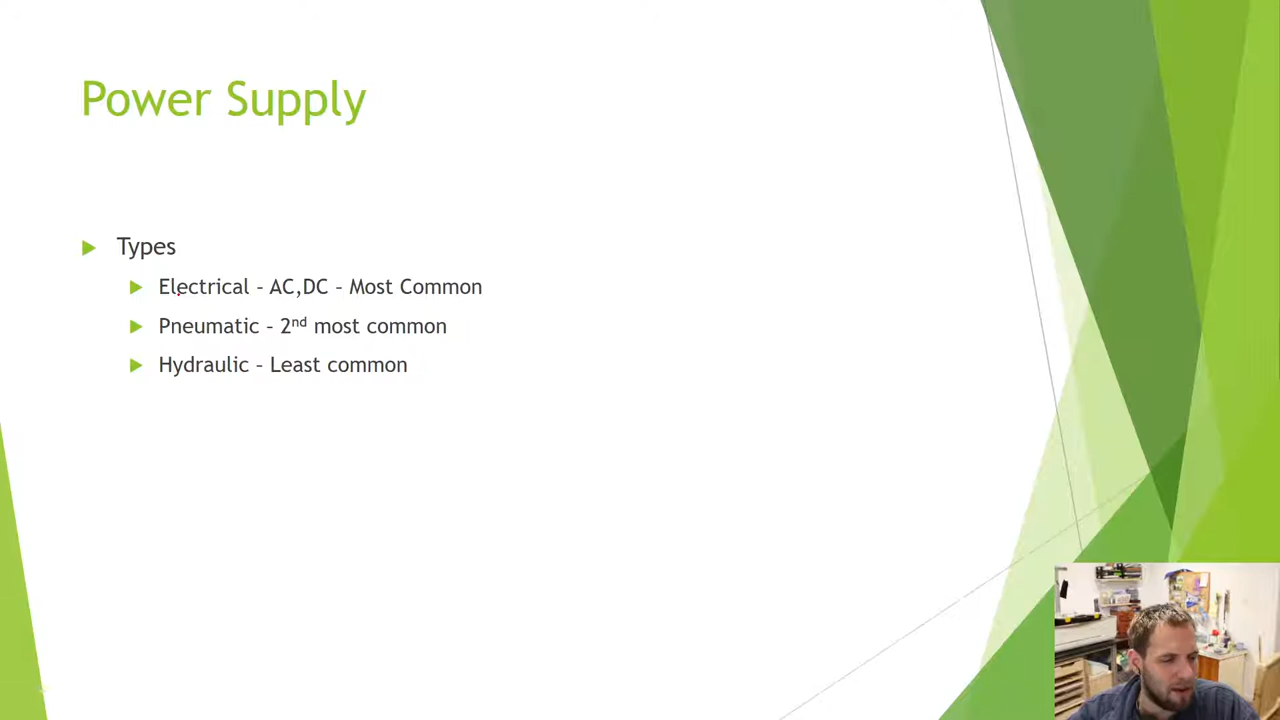 Power Supply
Types
Electrical – AC,DC – Most Common
Pneumatic – 2nd most common
Hydraulic – Least common